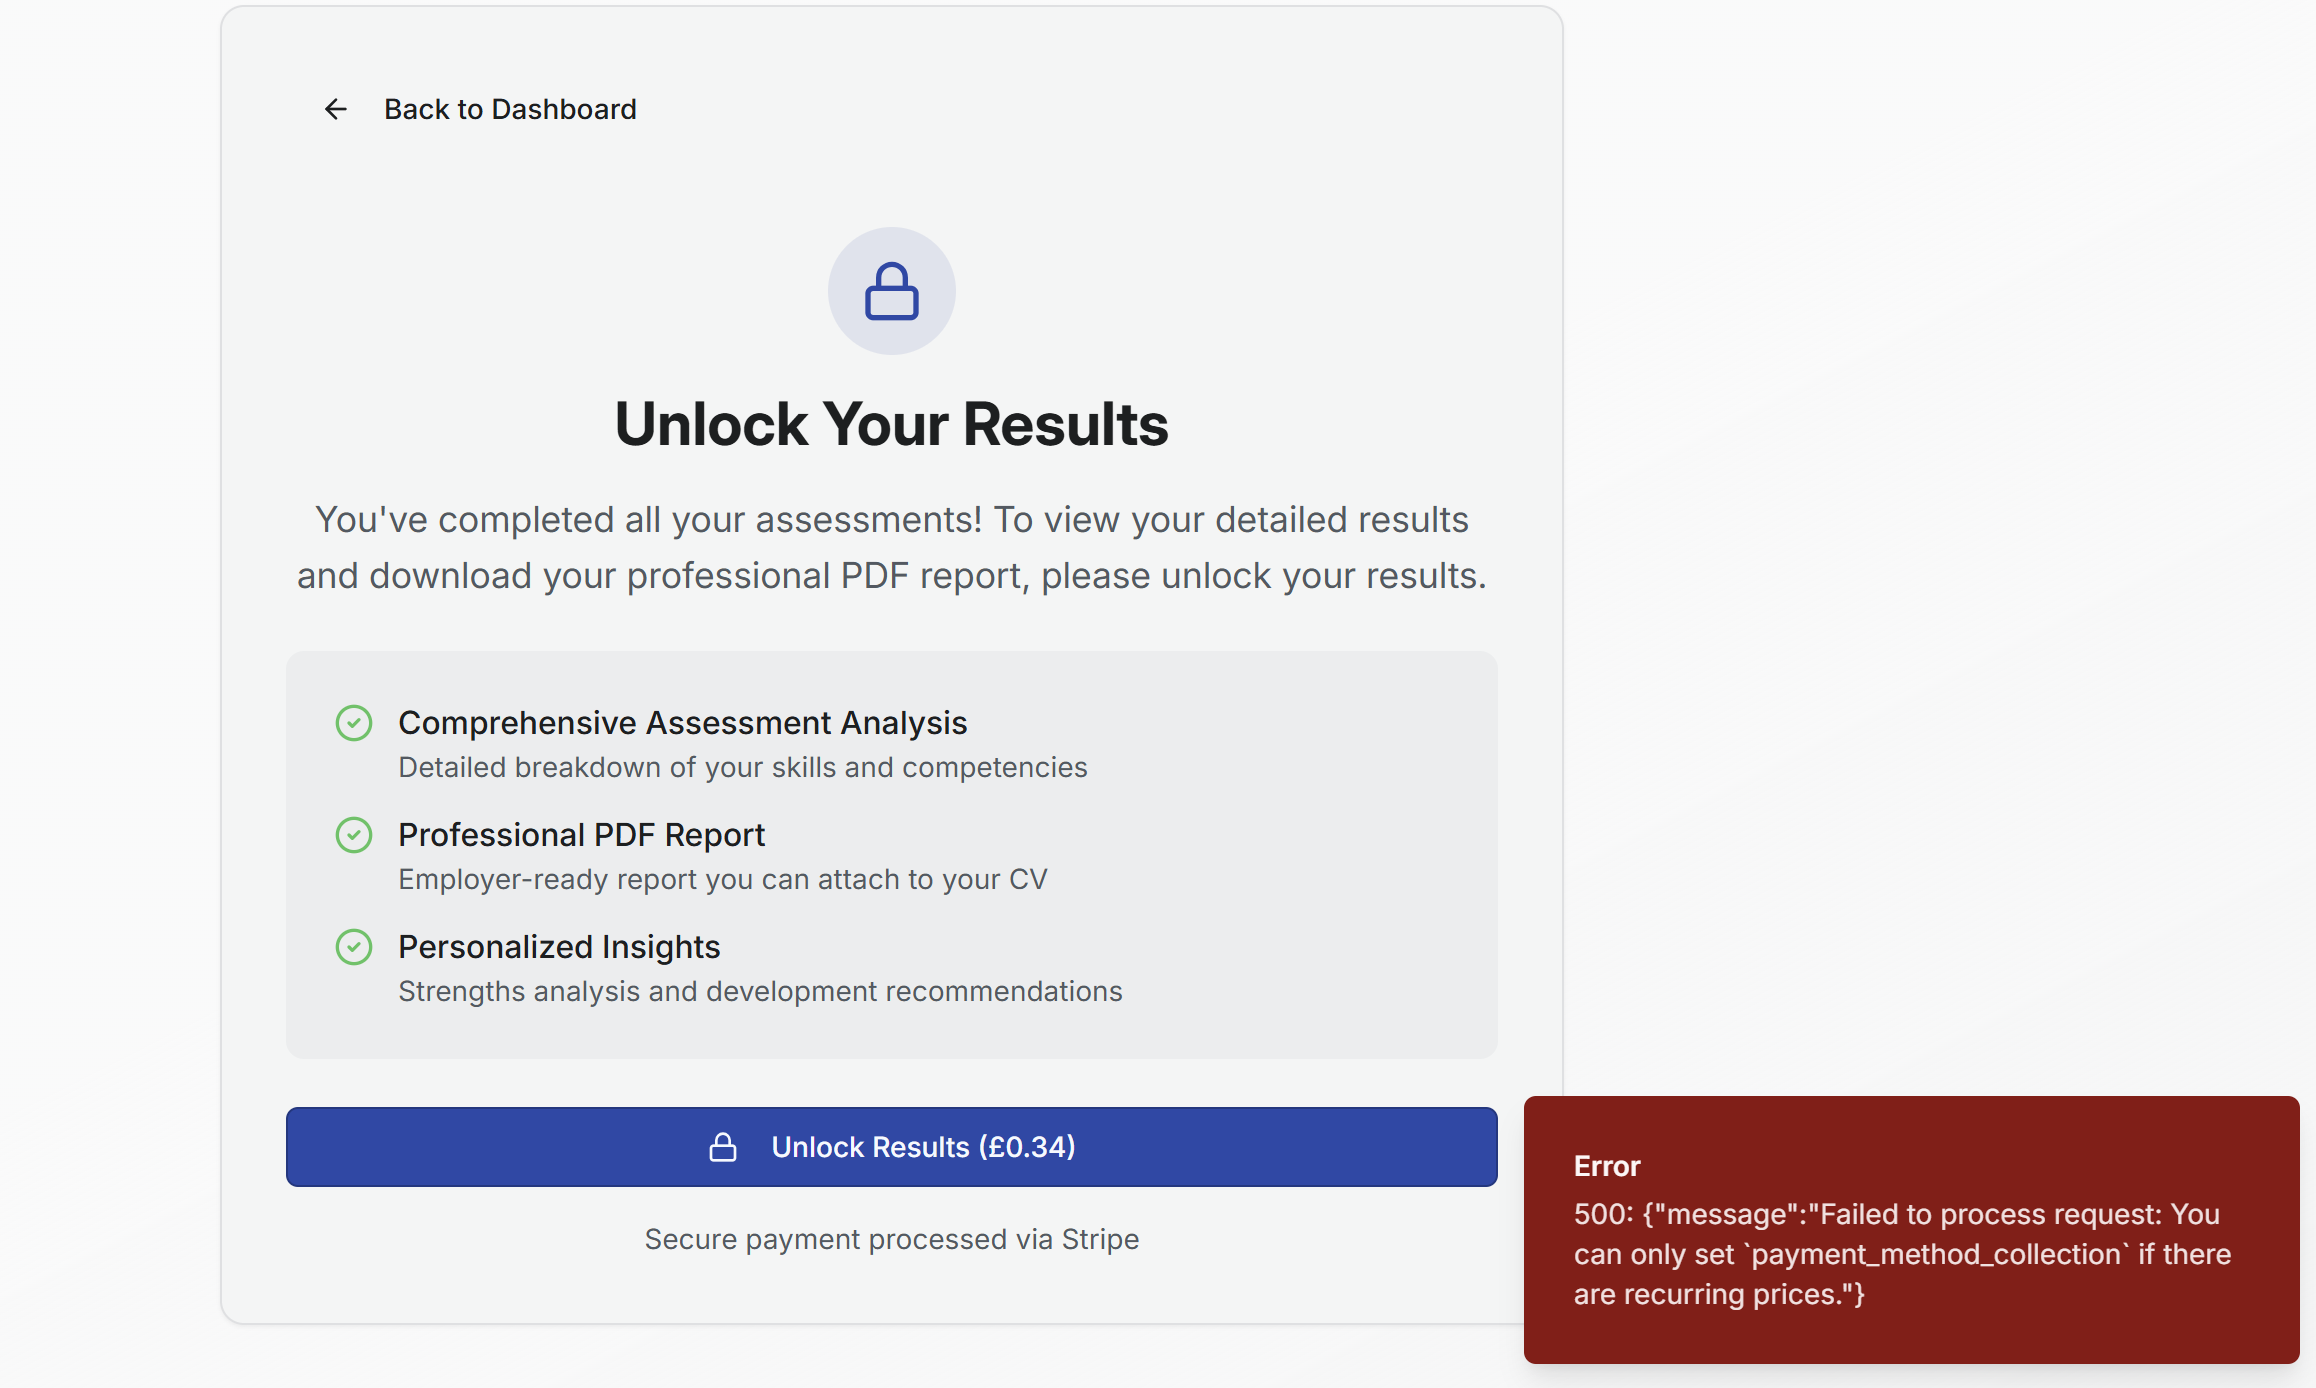 Back to Dashboard
Unlock Your Results
You've completed all your assessments! To view your detailed results
and download your professional PDF report, please unlock your results.
Comprehensive Assessment Analysis
Detailed breakdown of your skills and competencies
Professional PDF Report
Employer-ready report you can attach to your CV
Personalized Insights
Strengths analysis and development recommendations
Unlock Results (£0.34)
Secure payment processed via Stripe
Error
500: {"message":"Failed to process request: You
can only set `payment_method_collection` if there
are recurring prices."}